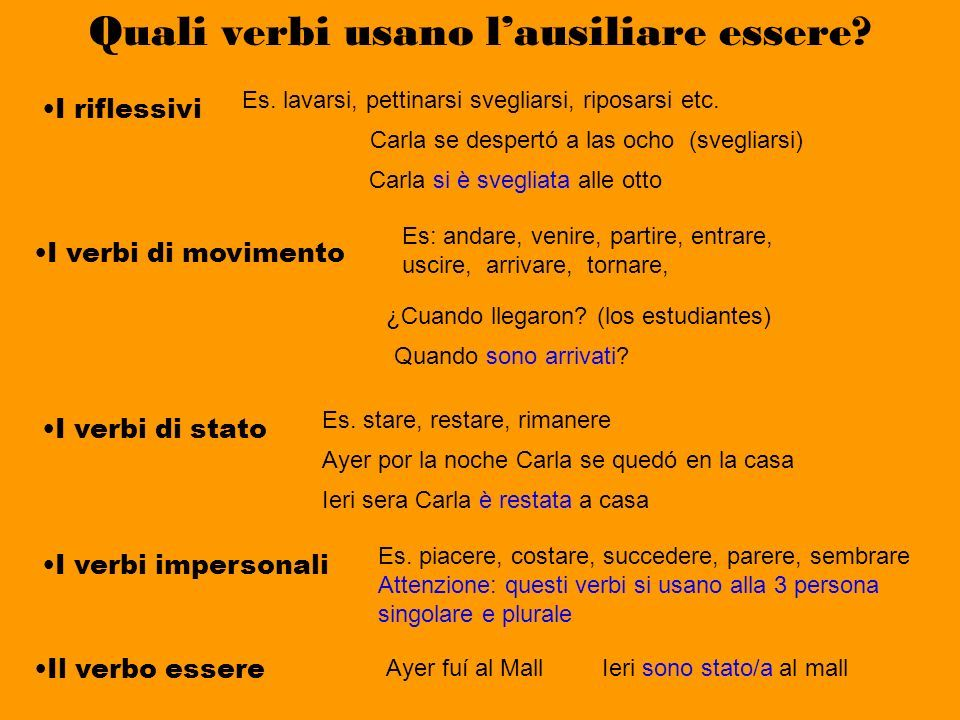 Quali verbi usano l’ausiliare essere?
•I riflessivi
Es. lavarsi, pettinarsi svegliarsi, riposarsi etc.
Carla se despertó a las ocho (svegliarsi)
Carla si è svegliata alle otto
•I verbi di movimento
Es: andare, venire, partire, entrare,
uscire, arrivare, tornare,
¿Cuando llegaron? (los estudiantes)
Quando sono arrivati?
•I verbi di stato
Es. stare, restare, rimanere
Ayer por la noche Carla se quedó en la casa
Ieri sera Carla è restata a casa
•I verbi impersonali
Es. piacere, costare, succedere, parere, sembrare
Attenzione: questi verbi si usano alla 3 persona
singolare e plurale
•Il verbo essere
Ayer fuí al Mall Ieri sono stato/a al mall